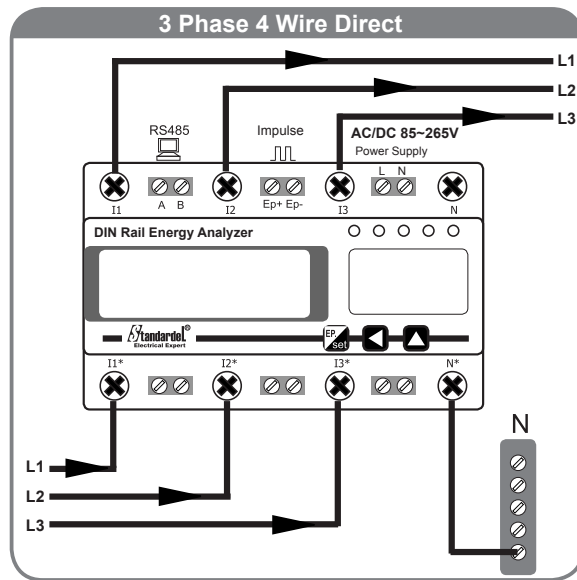 3 Phase 4 Wire Direct
L1
L2
L3
RS485
Impulse
AC/DC 85~265V
Power Supply
L N
I1 A B I2 Ep+ Ep- I3 N
DIN Rail Energy Analyzer
Standardel®
Electrical Expert
EP. set
I1* I2* I3* N*
N
L1
L2
L3